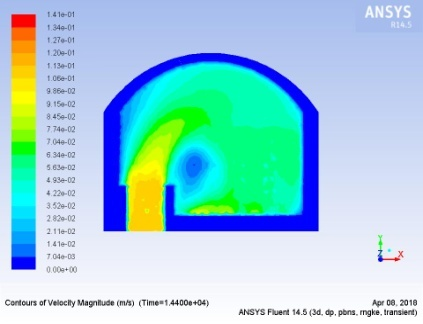 ANSYS
R14.5
1.41e-01
1.34e-01
1.27e-01
1.20e-01
1.13e-01
1.06e-01
9.85e-02
9.15e-02
8.45e-02
7.74e-02
7.04e-02
6.34e-02
5.63e-02
4.93e-02
4.22e-02
3.52e-02
2.82e-02
2.11e-02
1.41e-02
7.04e-03
0.00e+00
Y
Z
X
Contours of Velocity Magnitude (m/s) (Time=1.4400e+04)
Apr 08, 2018
ANSYS Fluent 14.5 (3d, dp, pbns, rngke, transient)